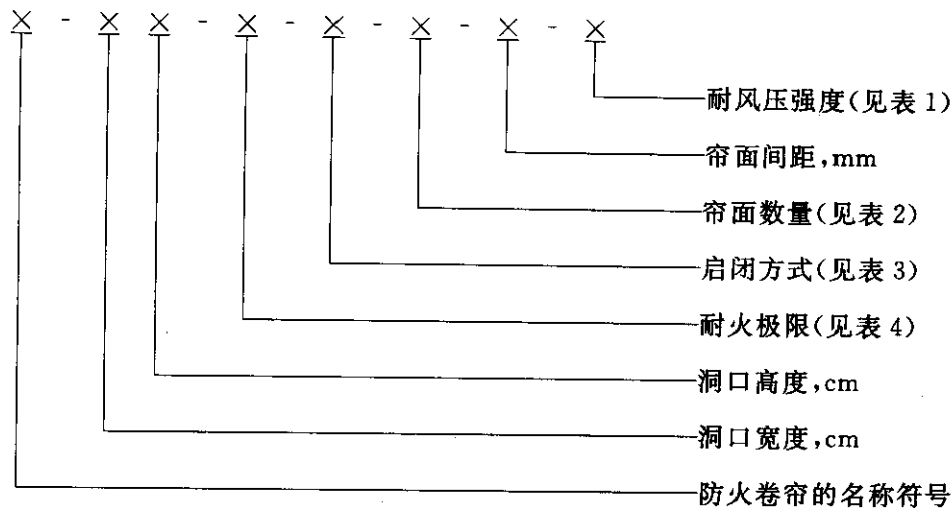 × - × × - × - × - × - × - ×
耐风压强度(见表 1)
帘面间距,mm
帘面数量(见表 2)
启闭方式(见表 3)
耐火极限(见表 4)
洞口高度,cm
洞口宽度,cm
防火卷帘的名称符号